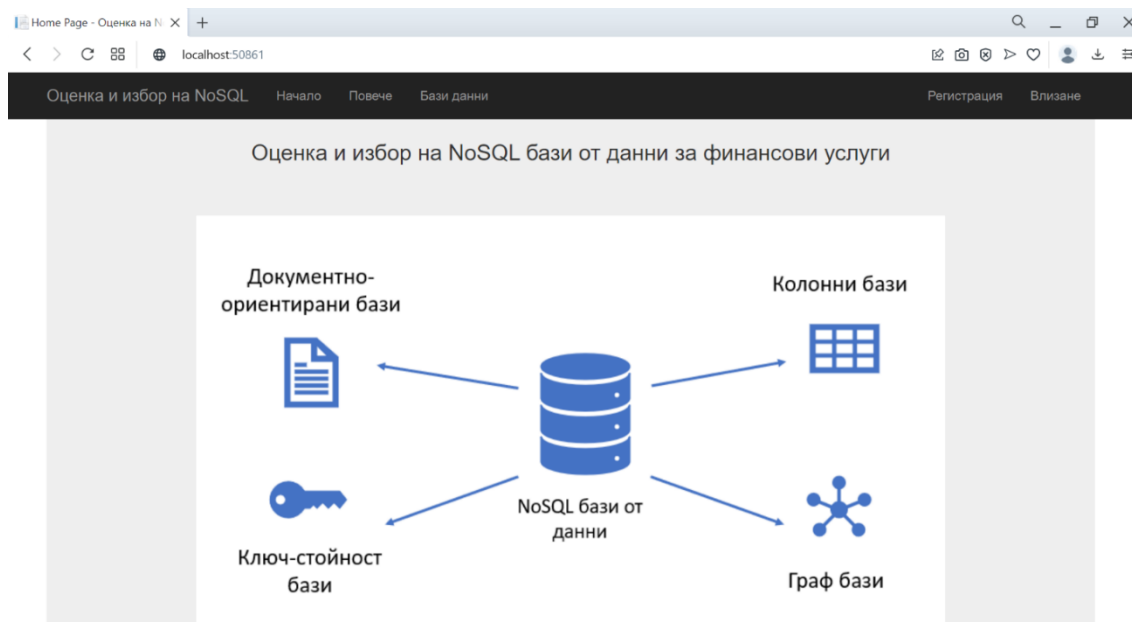 Home Page - Оценка на N
localhost:50861
Оценка и избор на NoSQL Начало Повече Бази данни Регистрация Влизане
Оценка и избор на NoSQL бази от данни за финансови услуги
Документно-
ориентирани бази
Колонни бази
NoSQL бази от
данни
Ключ-стойност
бази
Граф бази